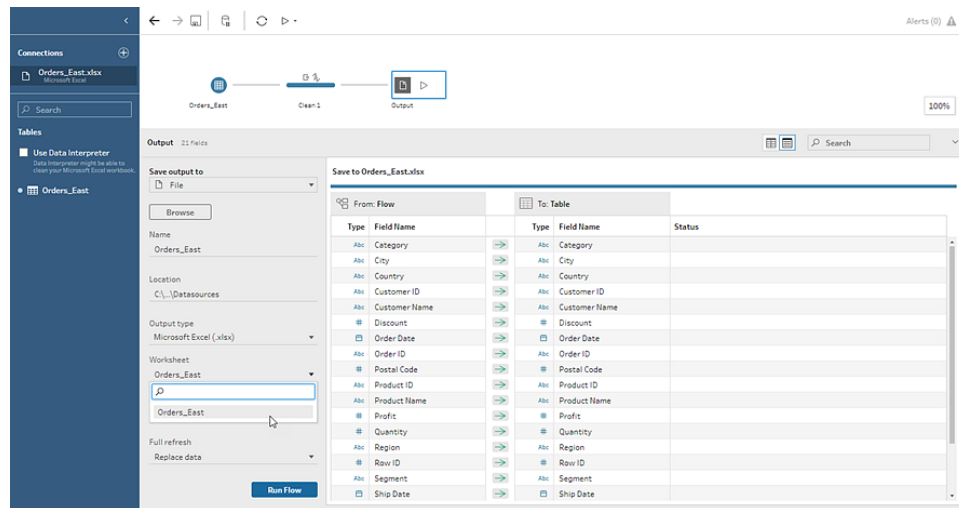 Alerts (0)
Connections
Orders_East.xlsx
Microsoft Excel
Search
Tables
Use Data Interpreter
Data Interpreter might be able to
clean your Microsoft Excel workbook.
Orders_East
Orders_East
Clean 1
Output
100%
Output 21 fields
Search
Save output to
File
Browse
Name
Orders_East
Location
C:\...\Datasources
Output type
Microsoft Excel (.xlsx)
Worksheet
Orders_East
Orders_East
Full refresh
Replace data
Run Flow
Save to Orders_East.xlsx
From: Flow To: Table
Type Field Name Type Field Name Status
Abc Category Abc Category
Abc City Abc City
Abc Country Abc Country
Abc Customer ID Abc Customer ID
Abc Customer Name Abc Customer Name
# Discount # Discount
Order Date Order Date
Abc Order ID Abc Order ID
# Postal Code # Postal Code
Abc Product ID Abc Product ID
Abc Product Name Abc Product Name
# Profit # Profit
# Quantity # Quantity
Abc Region Abc Region
# Row ID # Row ID
Abc Segment Abc Segment
Ship Date Ship Date